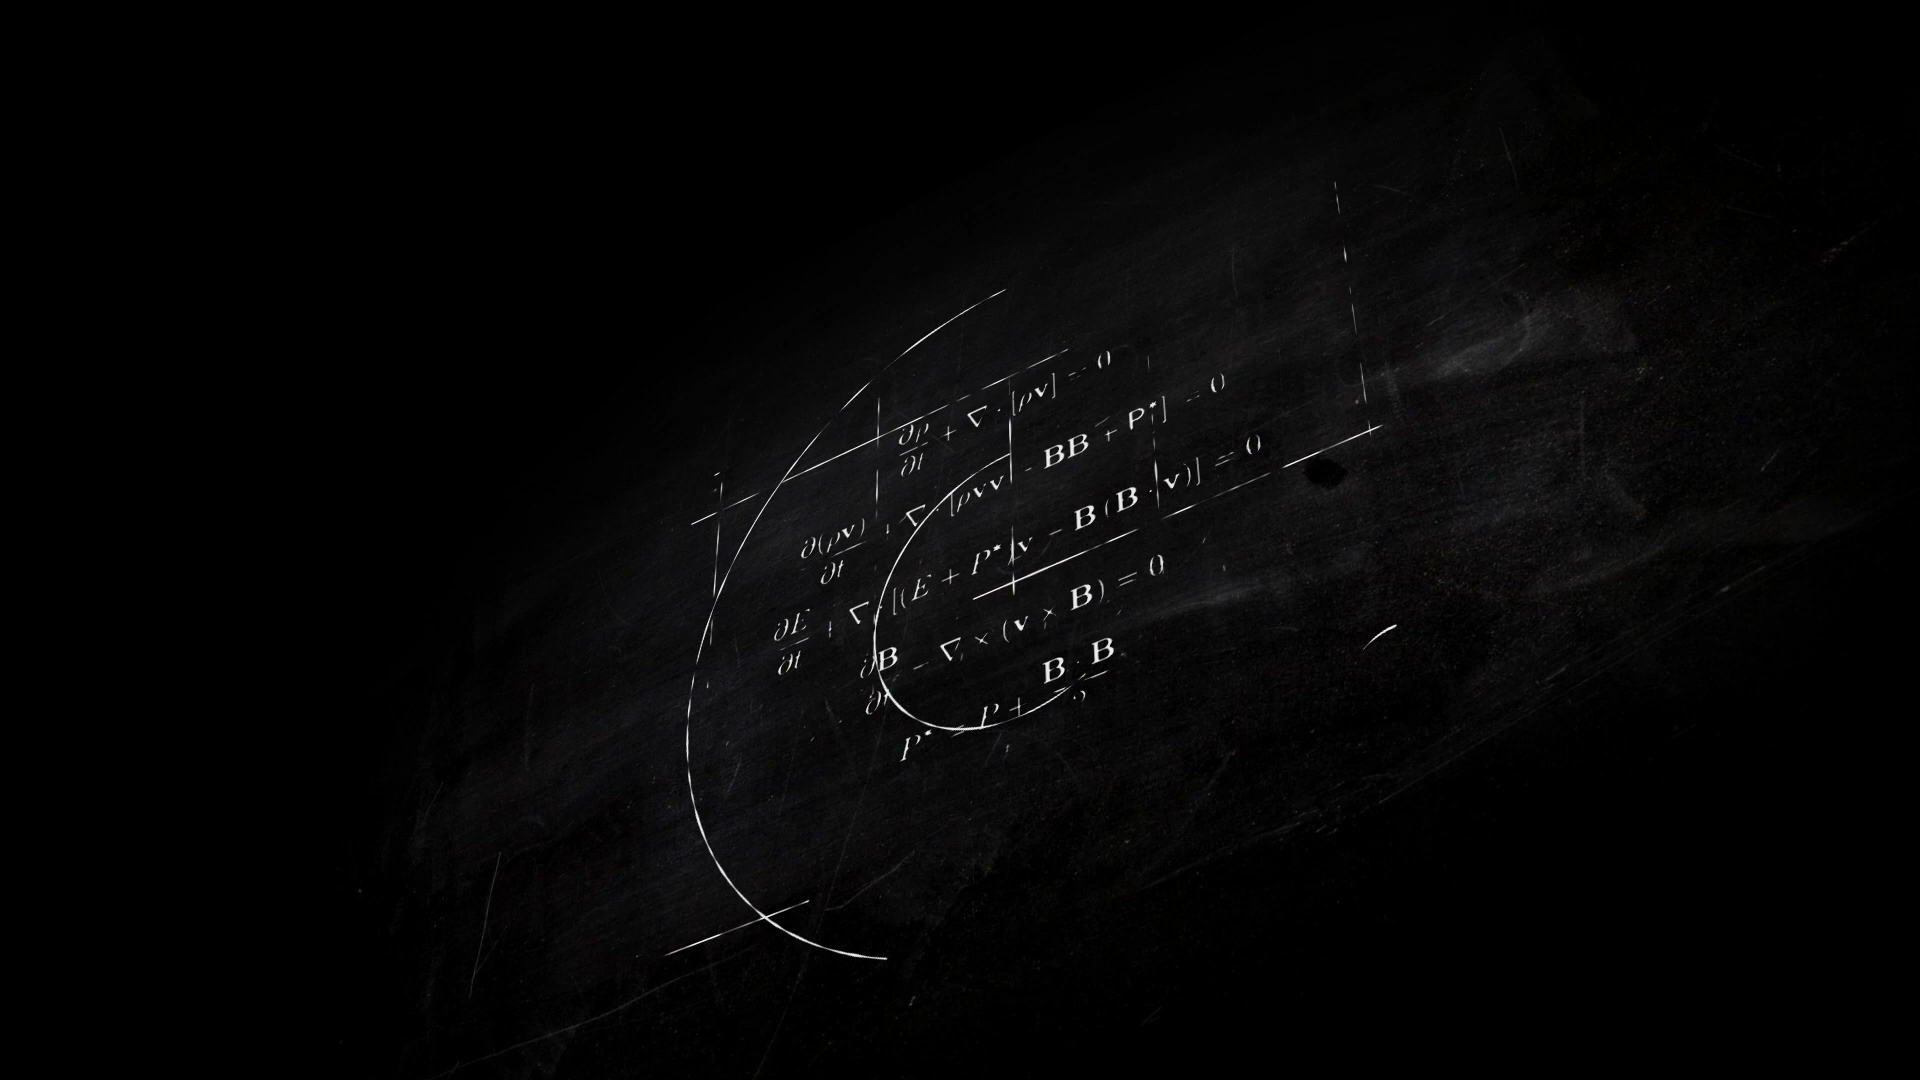 ∂ρ/∂t + ∇ · [ρv] = 0
∂(ρv)/∂t + ∇ · [ρvv - BB + P*] = 0
∂E/∂t + ∇ · [(E + P*)v - B(B · v)] = 0
∂B/∂t - ∇ × (v × B) = 0
P* = P + B · B/2